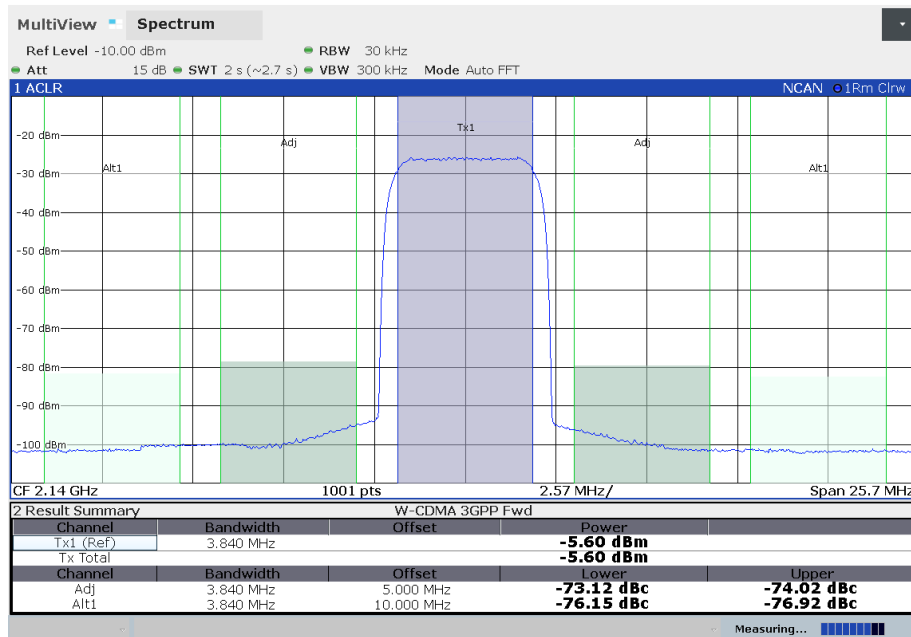 MultiView Spectrum
Ref Level -10.00 dBm RBW 30 kHz
Att 15 dB SWT 2 s (~2.7 s) VBW 300 kHz Mode Auto FFT
1 ACLR NCAN 1Rm Clrw
Tx1
-20 dBm
Adj Adj
Alt1 Alt1
-30 dBm
-40 dBm
-50 dBm
-60 dBm
-70 dBm
-80 dBm
-90 dBm
-100 dBm
CF 2.14 GHz 1001 pts 2.57 MHz/ Span 25.7 MHz
2 Result Summary W-CDMA 3GPP Fwd
Channel Bandwidth Offset Power
Tx1 (Ref) 3.840 MHz -5.60 dBm
Tx Total -5.60 dBm
Channel Bandwidth Offset Lower Upper
Adj 3.840 MHz 5.000 MHz -73.12 dBc -74.02 dBc
Alt1 3.840 MHz 10.000 MHz -76.15 dBc -76.92 dBc
Measuring...